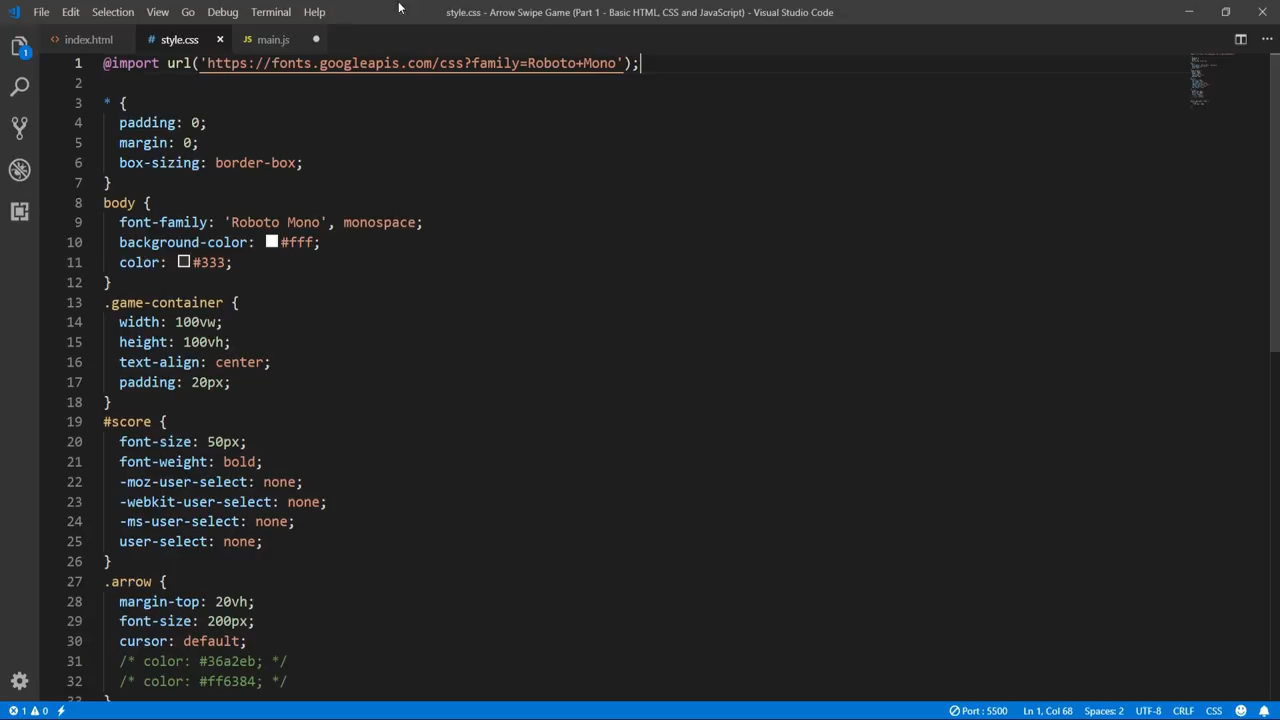 File Edit Selection View Go Debug Terminal Help style.css - Arrow Swipe Game (Part 1 - Basic HTML, CSS and JavaScript) - Visual Studio Code
index.html # style.css × main.js
1 @import url('https://fonts.googleapis.com/css?family=Roboto+Mono');
2
3 * {
4 padding: 0;
5 margin: 0;
6 box-sizing: border-box;
7 }
8 body {
9 font-family: 'Roboto Mono', monospace;
10 background-color: #fff;
11 color: #333;
12 }
13 .game-container {
14 width: 100vw;
15 height: 100vh;
16 text-align: center;
17 padding: 20px;
18 }
19 #score {
20 font-size: 50px;
21 font-weight: bold;
22 -moz-user-select: none;
23 -webkit-user-select: none;
24 -ms-user-select: none;
25 user-select: none;
26 }
27 .arrow {
28 margin-top: 20vh;
29 font-size: 200px;
30 cursor: default;
31 /* color: #36a2eb; */
32 /* color: #ff6384; */
33 }
1
1 0 Port : 5500 Ln 1, Col 68 Spaces: 2 UTF-8 CRLF CSS